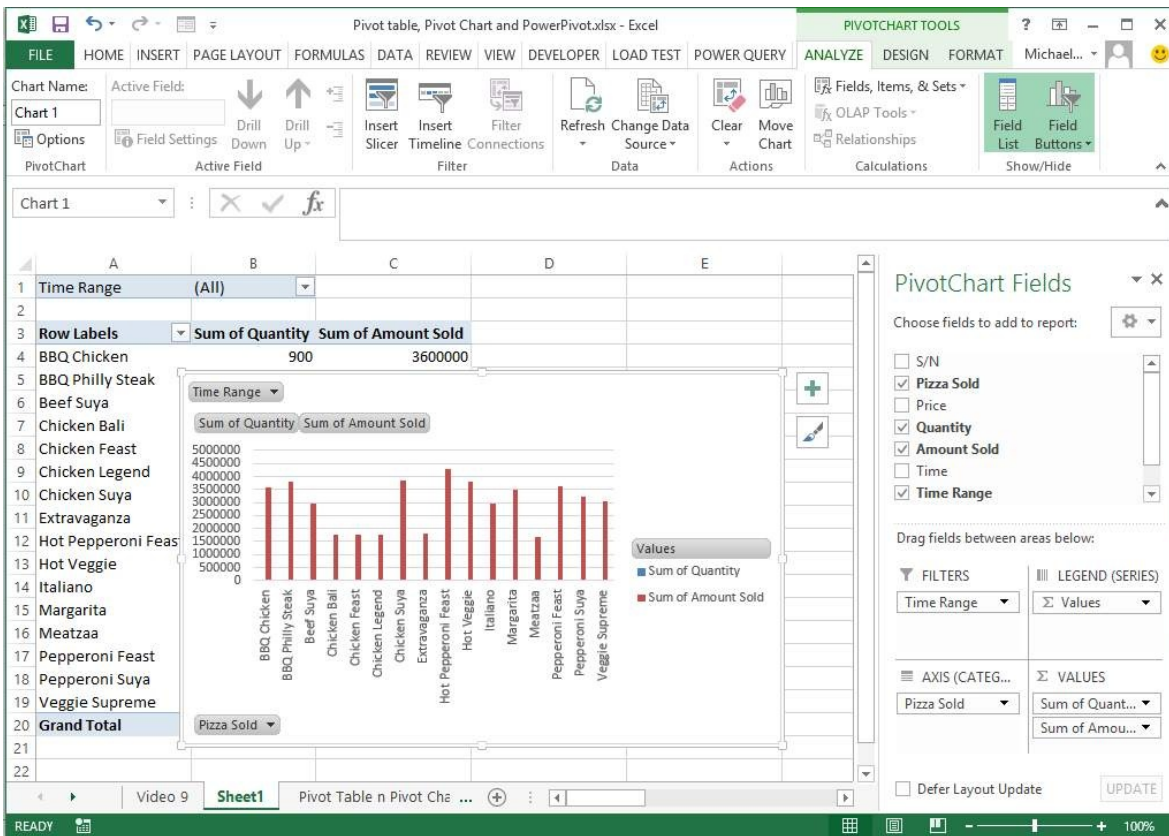 Pivot table, Pivot Chart and PowerPivot.xlsx - Excel
PIVOTCHART TOOLS
?
FILE HOME INSERT PAGE LAYOUT FORMULAS DATA REVIEW VIEW DEVELOPER LOAD TEST POWER QUERY ANALYZE DESIGN FORMAT Michael...
Chart Name:
Chart 1
Options
PivotChart
Active Field:
Field Settings
Drill Down
Drill Up
Active Field
Insert Slicer
Insert Timeline
Filter Connections
Filter
Refresh
Change Data Source
Data
Clear
Move Chart
Actions
Fields, Items, & Sets
OLAP Tools
Relationships
Calculations
Field List
Field Buttons
Show/Hide
Chart 1
fx
A B C D E
1 Time Range (All)
2
3 Row Labels Sum of Quantity Sum of Amount Sold
4 BBQ Chicken 900 3600000
5 BBQ Philly Steak
6 Beef Suya
7 Chicken Bali
8 Chicken Feast
9 Chicken Legend
10 Chicken Suya
11 Extravaganza
12 Hot Pepperoni Feas
13 Hot Veggie
14 Italiano
15 Margarita
16 Meatzaa
17 Pepperoni Feast
18 Pepperoni Suya
19 Veggie Supreme
20 Grand Total
21
22
Time Range
Sum of Quantity Sum of Amount Sold
5000000
4500000
4000000
3500000
3000000
2500000
2000000
1500000
1000000
500000
0
BBQ Chicken
BBQ Philly Steak
Beef Suya
Chicken Bali
Chicken Feast
Chicken Legend
Chicken Suya
Extravaganza
Hot Pepperoni Feast
Hot Veggie
Italiano
Margarita
Meatzaa
Pepperoni Feast
Pepperoni Suya
Veggie Supreme
Values
Sum of Quantity
Sum of Amount Sold
Pizza Sold
PivotChart Fields
Choose fields to add to report:
S/N
Pizza Sold
Price
Quantity
Amount Sold
Time
Time Range
Drag fields between areas below:
FILTERS
Time Range
LEGEND (SERIES)
Σ Values
AXIS (CATEG...
Pizza Sold
Σ VALUES
Sum of Quant...
Sum of Amou...
Defer Layout Update
UPDATE
Video 9 Sheet1 Pivot Table n Pivot Cha ...
READY
100%